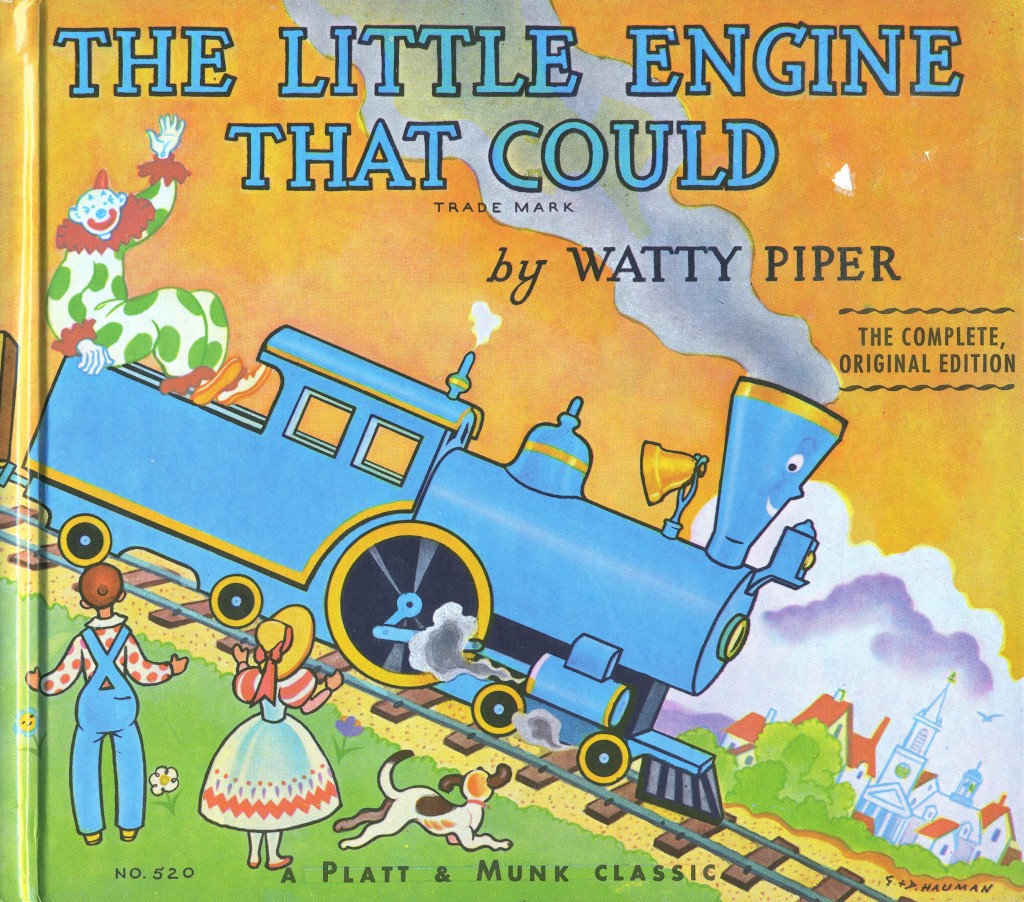 THE LITTLE ENGINE
THAT COULD
TRADE MARK
by WATTY PIPER
THE COMPLETE,
ORIGINAL EDITION
NO. 520
A PLATT & MUNK CLASSIC
G+D. HAUMAN